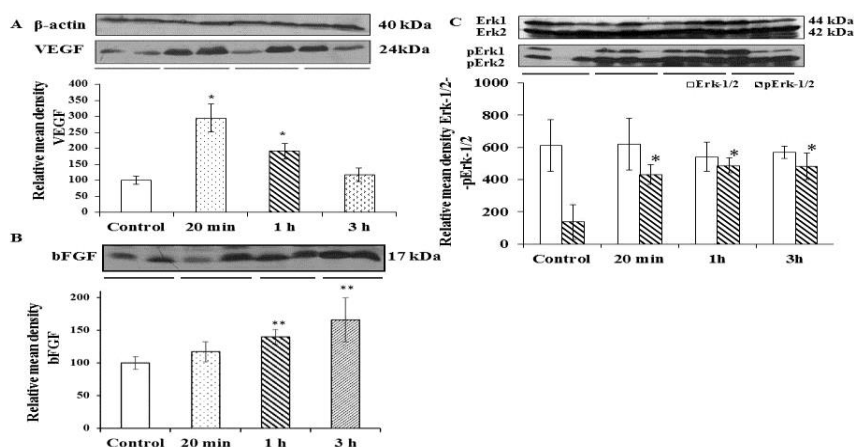 A
β-actin 40 kDa
VEGF 24kDa
Relative mean density
VEGF
400
350
300
250
200
150
100
50
0
*
*
Control 20 min 1 h 3 h
B
bFGF 17 kDa
Relative mean density
bFGF
200
150
100
50
0
**
**
Control 20 min 1 h 3 h
C
Erk1 44 kDa
Erk2 42 kDa
pErk1
pErk2
Relative mean density Erk-1/2-
-pErk-1/2
1000
800
600
400
200
0
Erk-1/2 pErk-1/2
*
*
*
Control 20 min 1h 3h